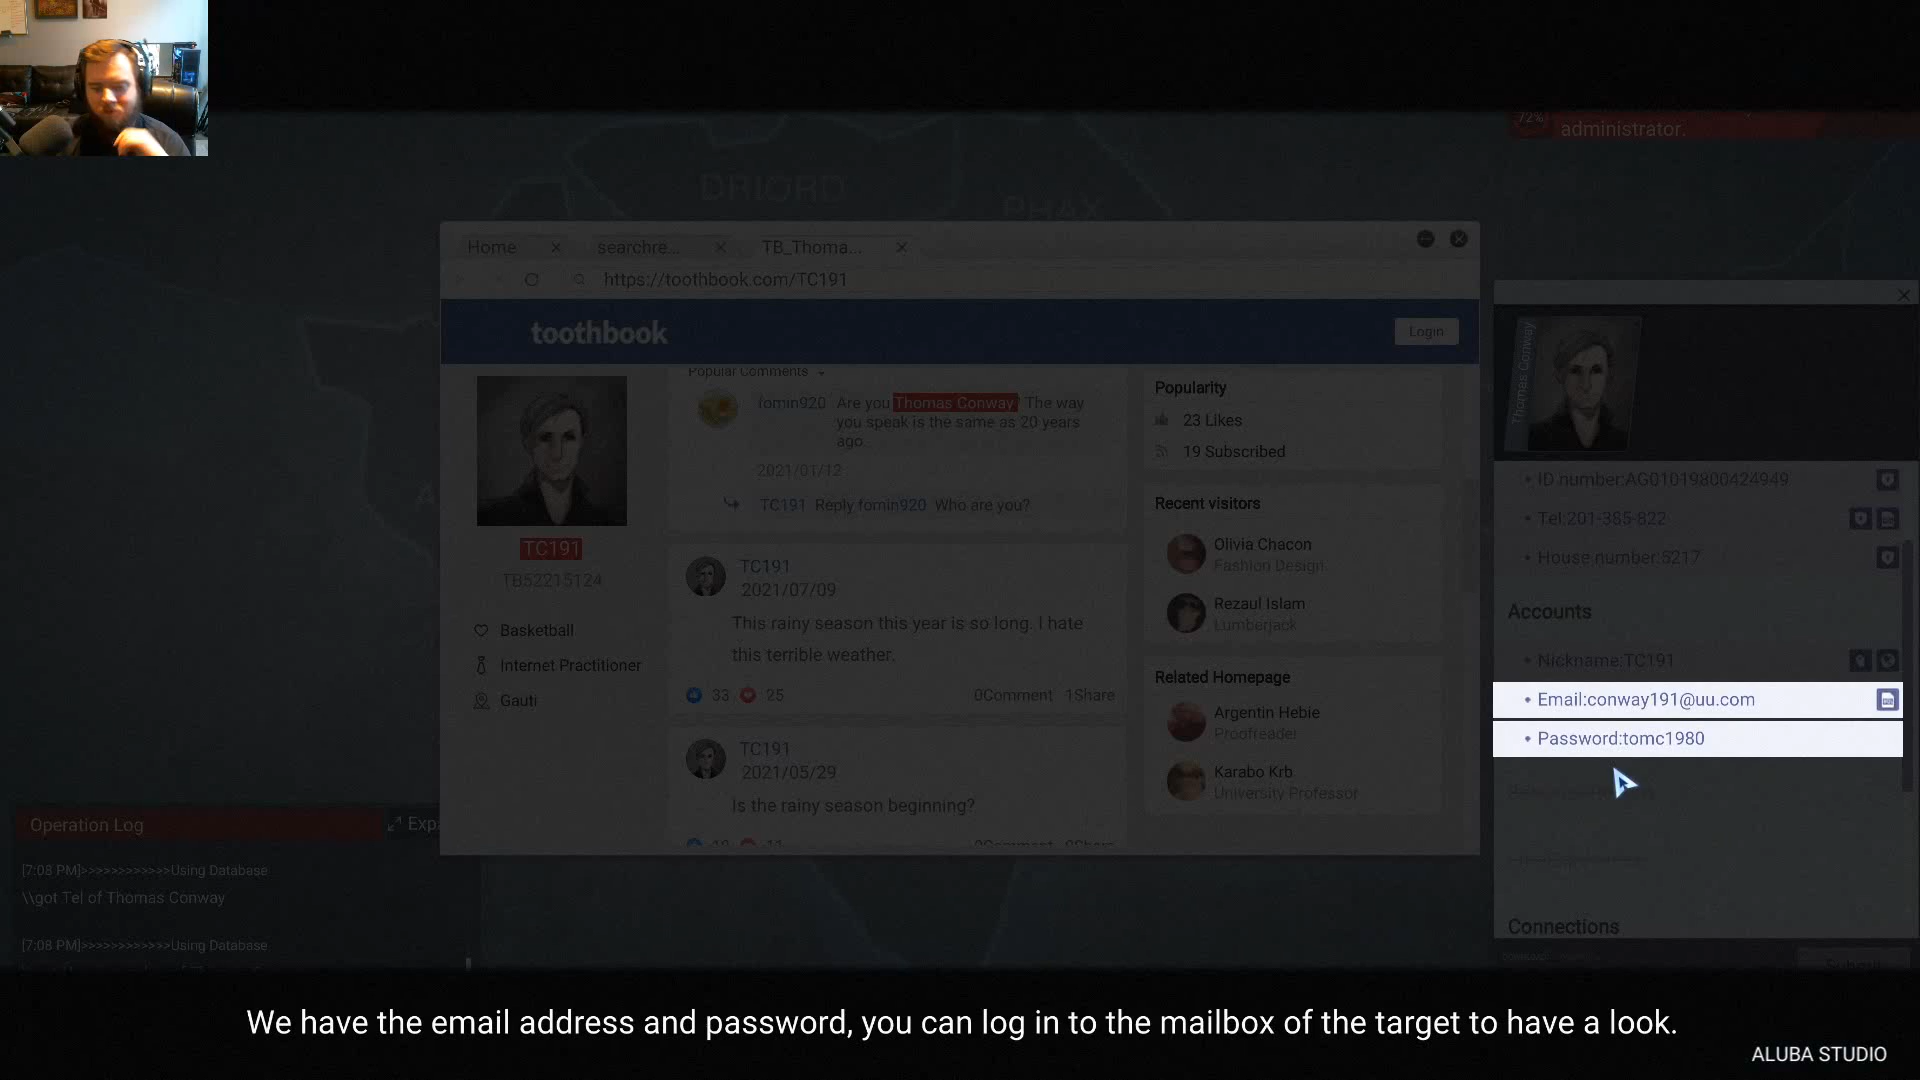 72%
administrator.
DRIORD
PHAX
Home
searchre...
TB_Thoma...
https://toothbook.com/TC191
toothbook
Login
Popular Comments
fomin920 Are you Thomas Conway The way
you speak is the same as 20 years
ago.
2021/01/12
TC191 Reply fomin920 Who are you?
TC191
TB52215124
Basketball
Internet Practitioner
Gauti
TC191
2021/07/09
This rainy season this year is so long. I hate
this terrible weather.
33 25 0Comment 1Share
TC191
2021/05/29
Is the rainy season beginning?
0Comment 0Share
Popularity
23 Likes
19 Subscribed
Recent visitors
Olivia Chacon
Fashion Design
Rezaul Islam
Lumberjack
Related Homepage
Argentin Hebie
Proofreader
Karabo Krb
University Professor
Thomas Conway
• ID number:AG01019800424949
• Tel:201-385-822
• House number:5217
Accounts
• Nickname:TC191
• Email:conway191@uu.com
• Password:tomc1980
Connections
Submit
Operation Log
Expa
[7:08 PM]>>>>>>>>>>>>Using Database
\\got Tel of Thomas Conway
[7:08 PM]>>>>>>>>>>>>Using Database
We have the email address and password, you can log in to the mailbox of the target to have a look.
ALUBA STUDIO